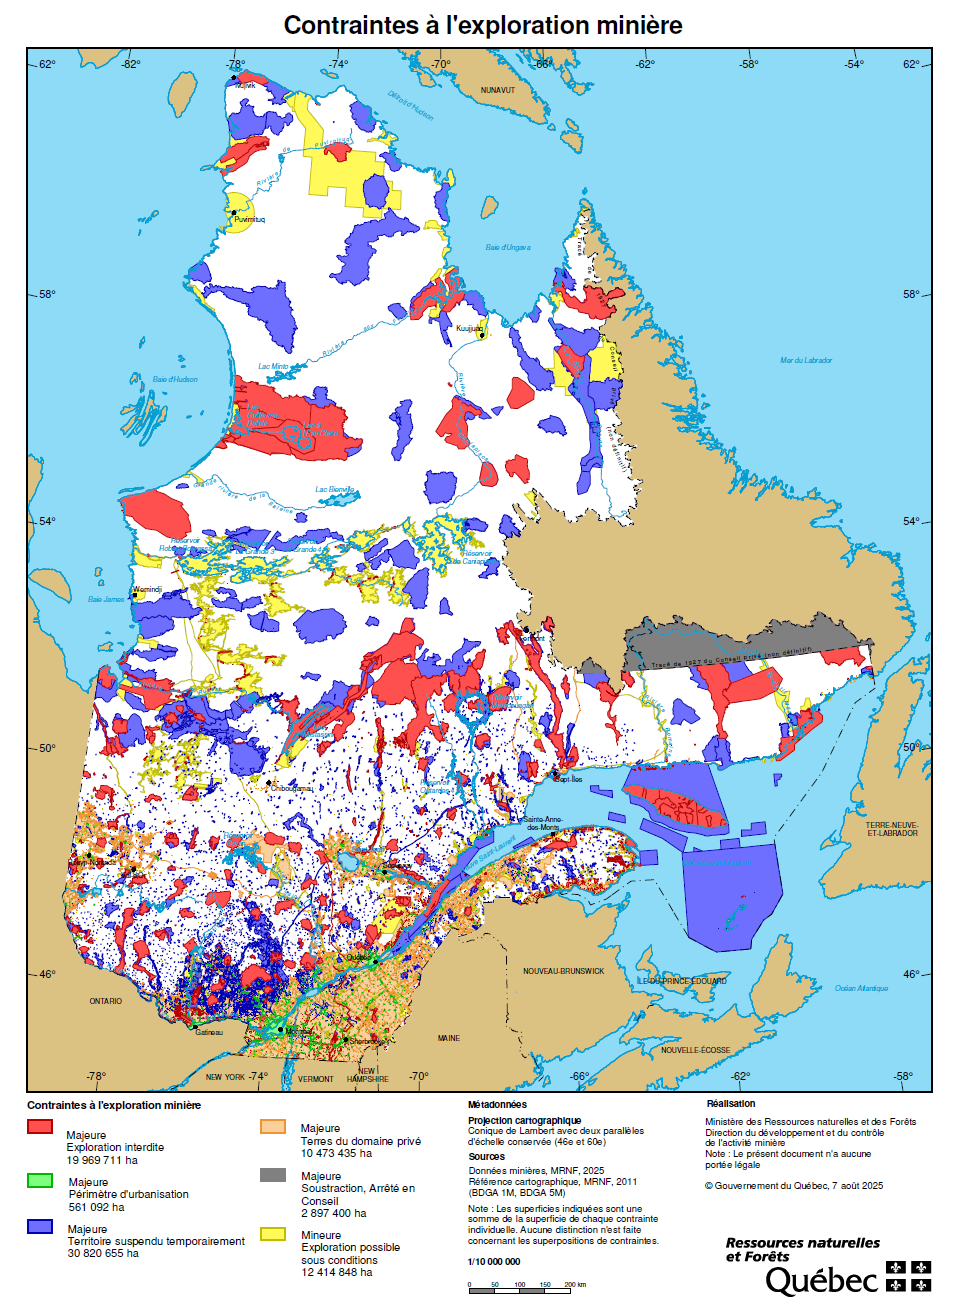 Contraintes à l'exploration minière
62°
-82°
-78°
-74°
-70°
-66°
-62°
-58°
-54°
62°
NUNAVUT
Détroit d'Hudson
Puvirnituq
Baie d'Ungava
58°
58°
Kuujjuaq
Rivière aux
Lac Minto
Baie d'Hudson
Mer du Labrador
Lac Bienville
54°
54°
Réservoir
Réservoir
Wemindji
Baie James
Tracé de 1927 du Conseil privé (non définitif)
50°
50°
Chibougamau
Sept-Iles
Sainte-Anne-
des-Monts
TERRE-NEUVE-
ET-LABRADOR
Rouyn-Noranda
Fleuve Saint-Laurent
Québec
46°
46°
NOUVEAU-BRUNSWICK
ÎLE-DU-PRINCE-ÉDOUARD
Océan Atlantique
ONTARIO
Gatineau
Montréal
Sherbrooke
MAINE
NOUVELLE-ÉCOSSE
NEW YORK
VERMONT
NEW
HAMPSHIRE
-78°
-74°
-70°
-66°
-62°
-58°
Contraintes à l'exploration minière
Majeure
Exploration interdite
19 969 711 ha
Majeure
Périmètre d'urbanisation
561 092 ha
Majeure
Territoire suspendu temporairement
30 820 655 ha
Majeure
Terres du domaine privé
10 473 435 ha
Majeure
Soustraction, Arrêté en
Conseil
2 897 400 ha
Mineure
Exploration possible
sous conditions
12 414 848 ha
Métadonnées
Projection cartographique
Conique de Lambert avec deux parallèles
d'échelle conservée (46e et 60e)
Sources
Données minières, MRNF, 2025
Référence cartographique, MRNF, 2011
(BDGA 1M, BDGA 5M)
Note : Les superficies indiquées sont une
somme de la superficie de chaque contrainte
individuelle. Aucune distinction n'est faite
concernant les superpositions de contraintes.
1/10 000 000
0 50 100 150 200 km
Réalisation
Ministère des Ressources naturelles et des Forêts
Direction du développement et du contrôle
de l'activité minière
Note : Le présent document n'a aucune
portée légale
© Gouvernement du Québec, 7 août 2025
Ressources naturelles
et Forêts
Québec